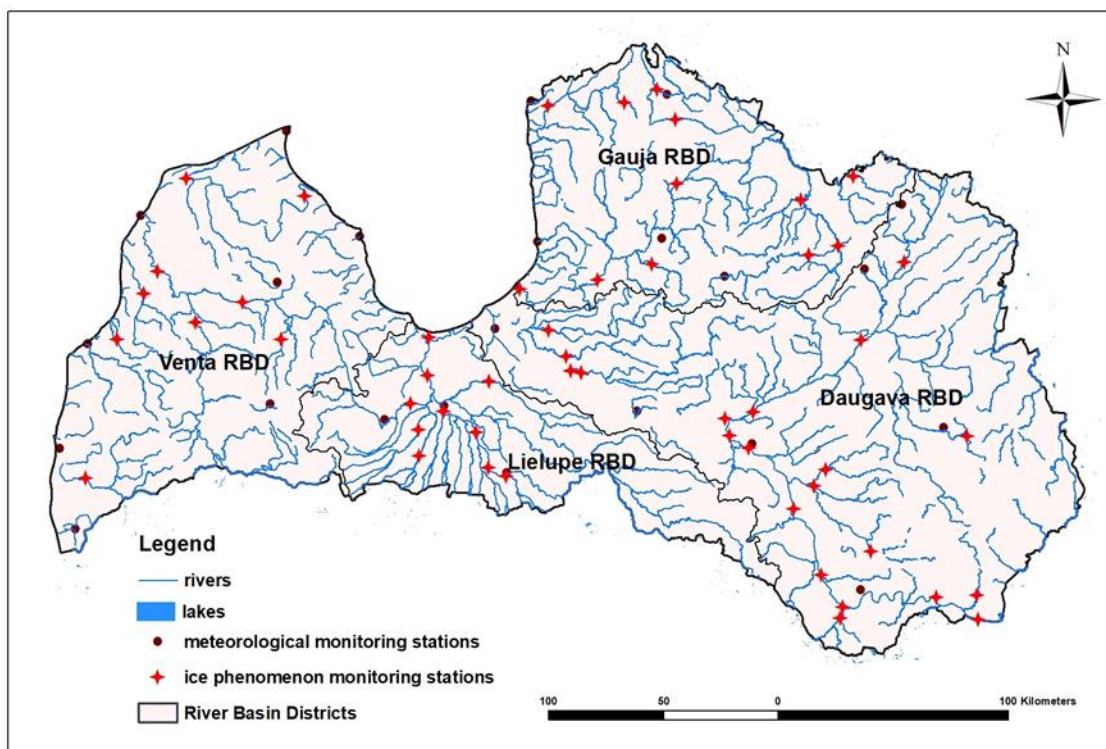 N
Gauja RBD
Venta RBD
Daugava RBD
Lielupe RBD
Legend
rivers
lakes
meteorological monitoring stations
ice phenomenon monitoring stations
River Basin Districts
100 50 0 100 Kilometers